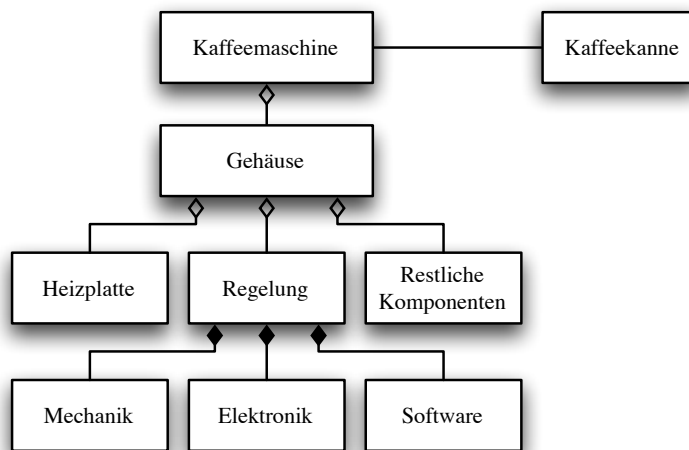 Kaffeemaschine
Kaffeekanne
Gehäuse
Heizplatte
Regelung
Restliche
Komponenten
Mechanik
Elektronik
Software